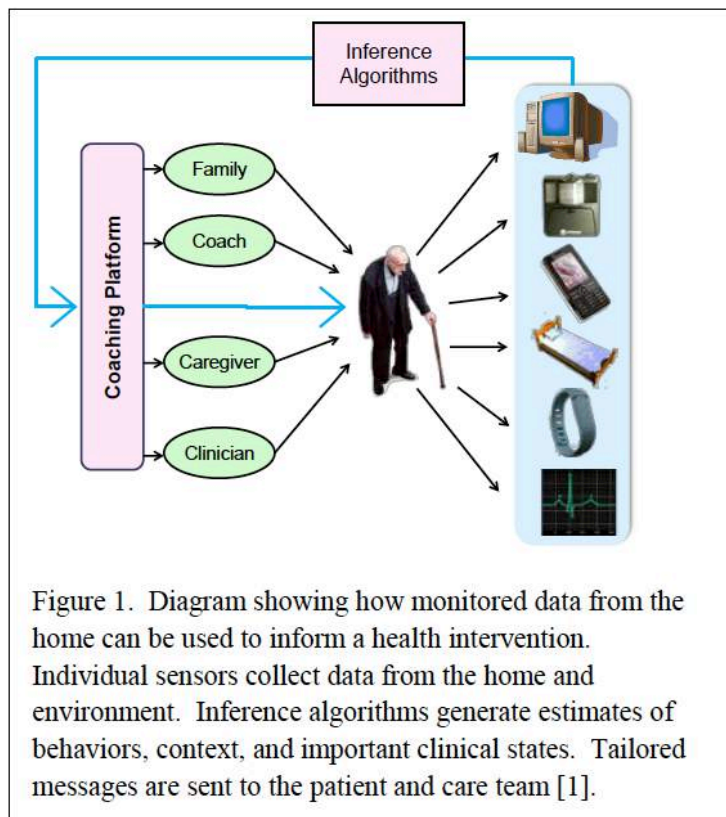 Inference
Algorithms
Coaching Platform
Family
Coach
Caregiver
Clinician
Figure 1. Diagram showing how monitored data from the
home can be used to inform a health intervention.
Individual sensors collect data from the home and
environment. Inference algorithms generate estimates of
behaviors, context, and important clinical states. Tailored
messages are sent to the patient and care team [1].